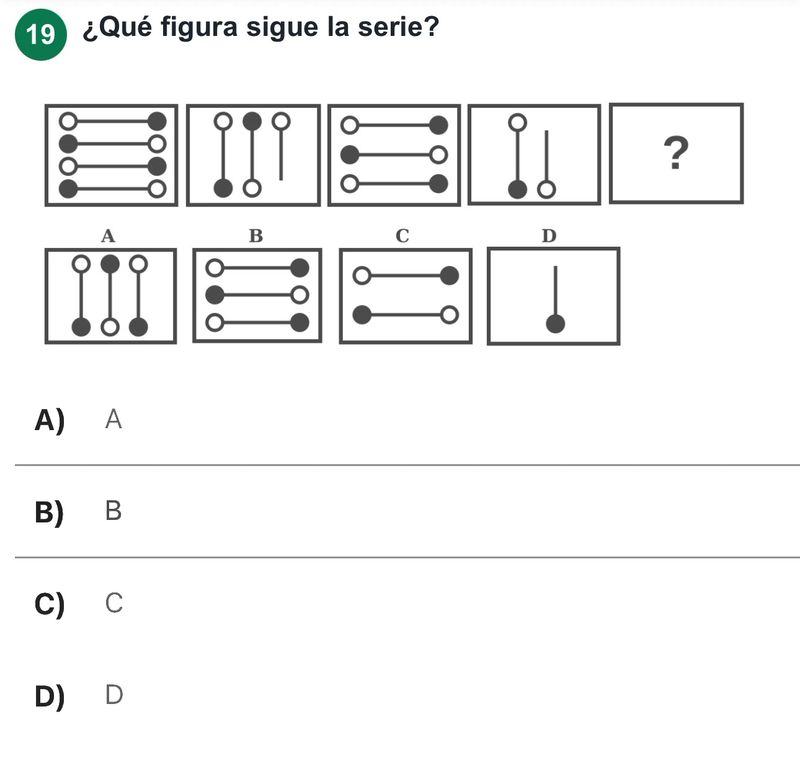 19 ¿Qué figura sigue la serie?
?
A B C D
A) A
B) B
C) C
D) D